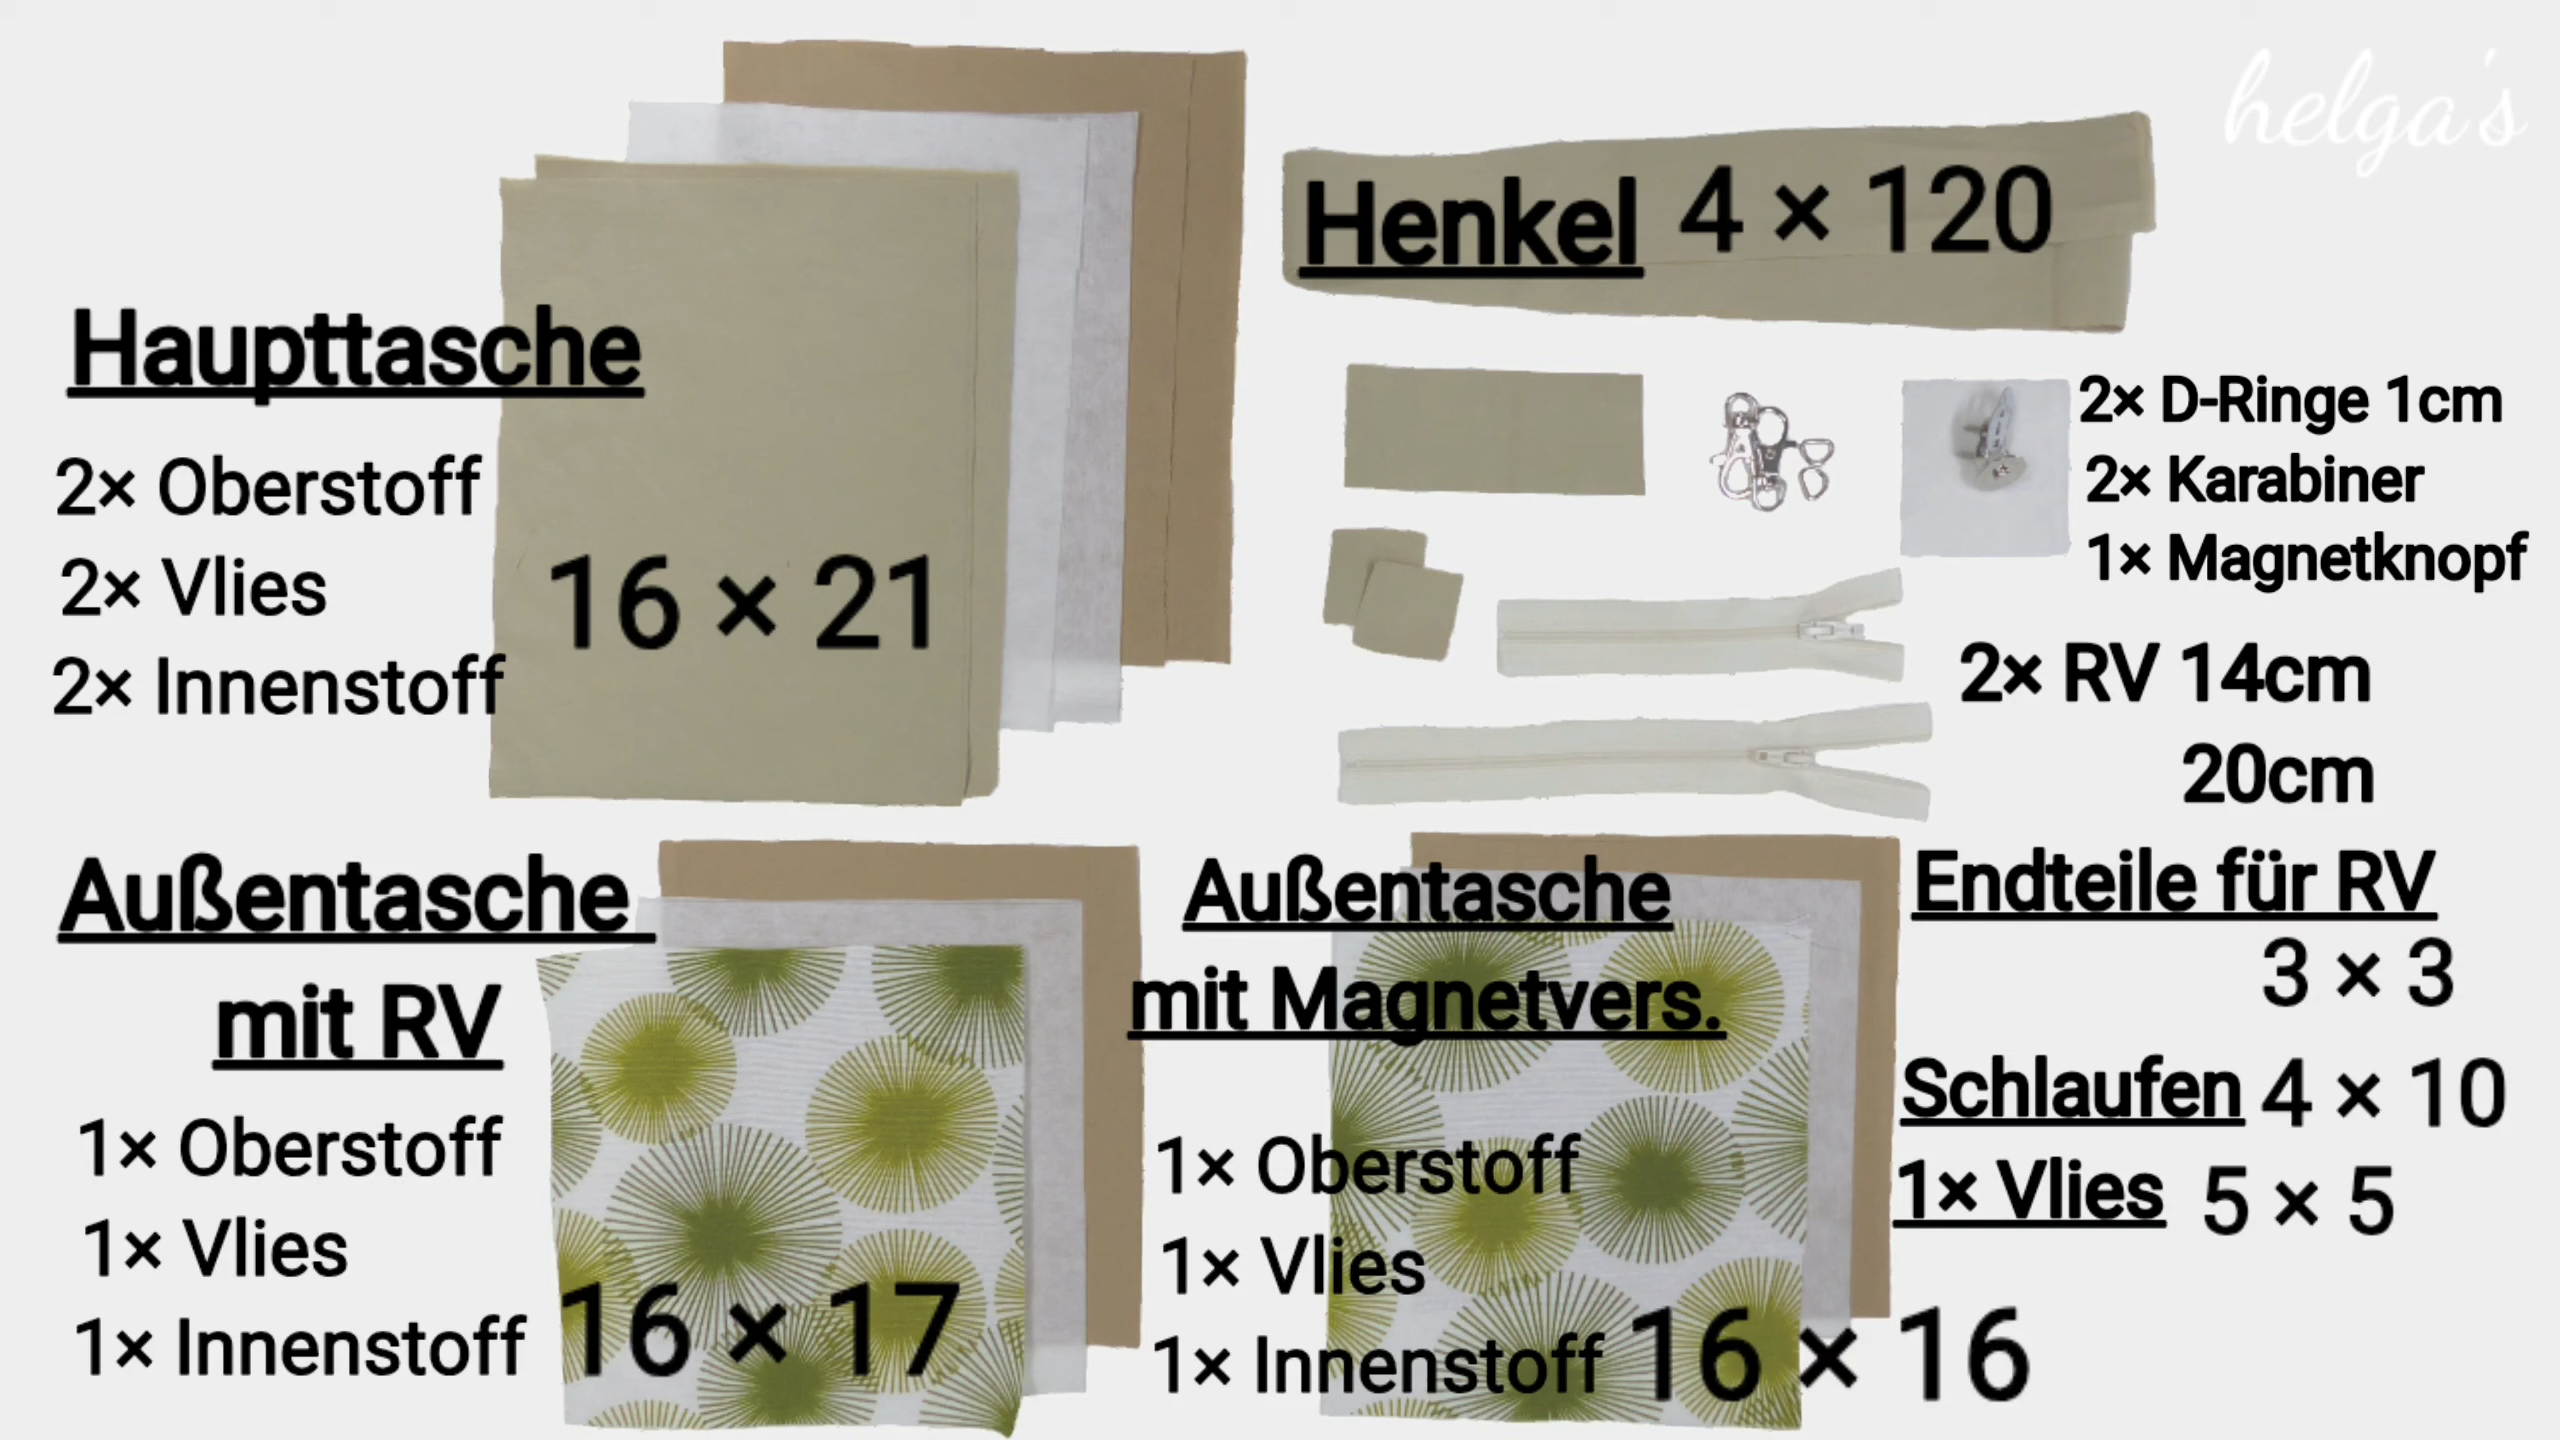 helga's
Haupttasche
2× Oberstoff
2× Vlies
2× Innenstoff
16 × 21
Henkel 4 × 120
2× D-Ringe 1cm
2× Karabiner
1× Magnetknopf
2× RV 14cm
20cm
Außentasche
mit RV
1× Oberstoff
1× Vlies
1× Innenstoff
16 × 17
Außentasche
mit Magnetvers.
1× Oberstoff
1× Vlies
1× Innenstoff 16 × 16
Endteile für RV
3 × 3
Schlaufen 4 × 10
1× Vlies 5 × 5